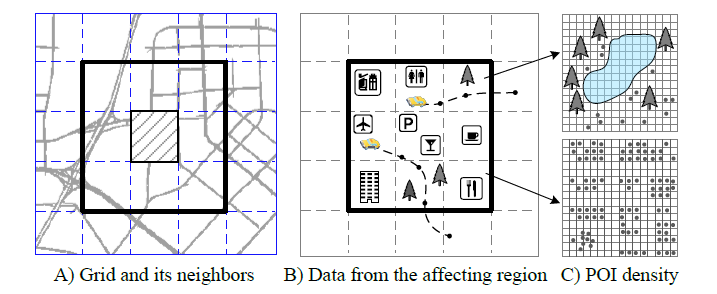 P
A) Grid and its neighbors B) Data from the affecting region C) POI density